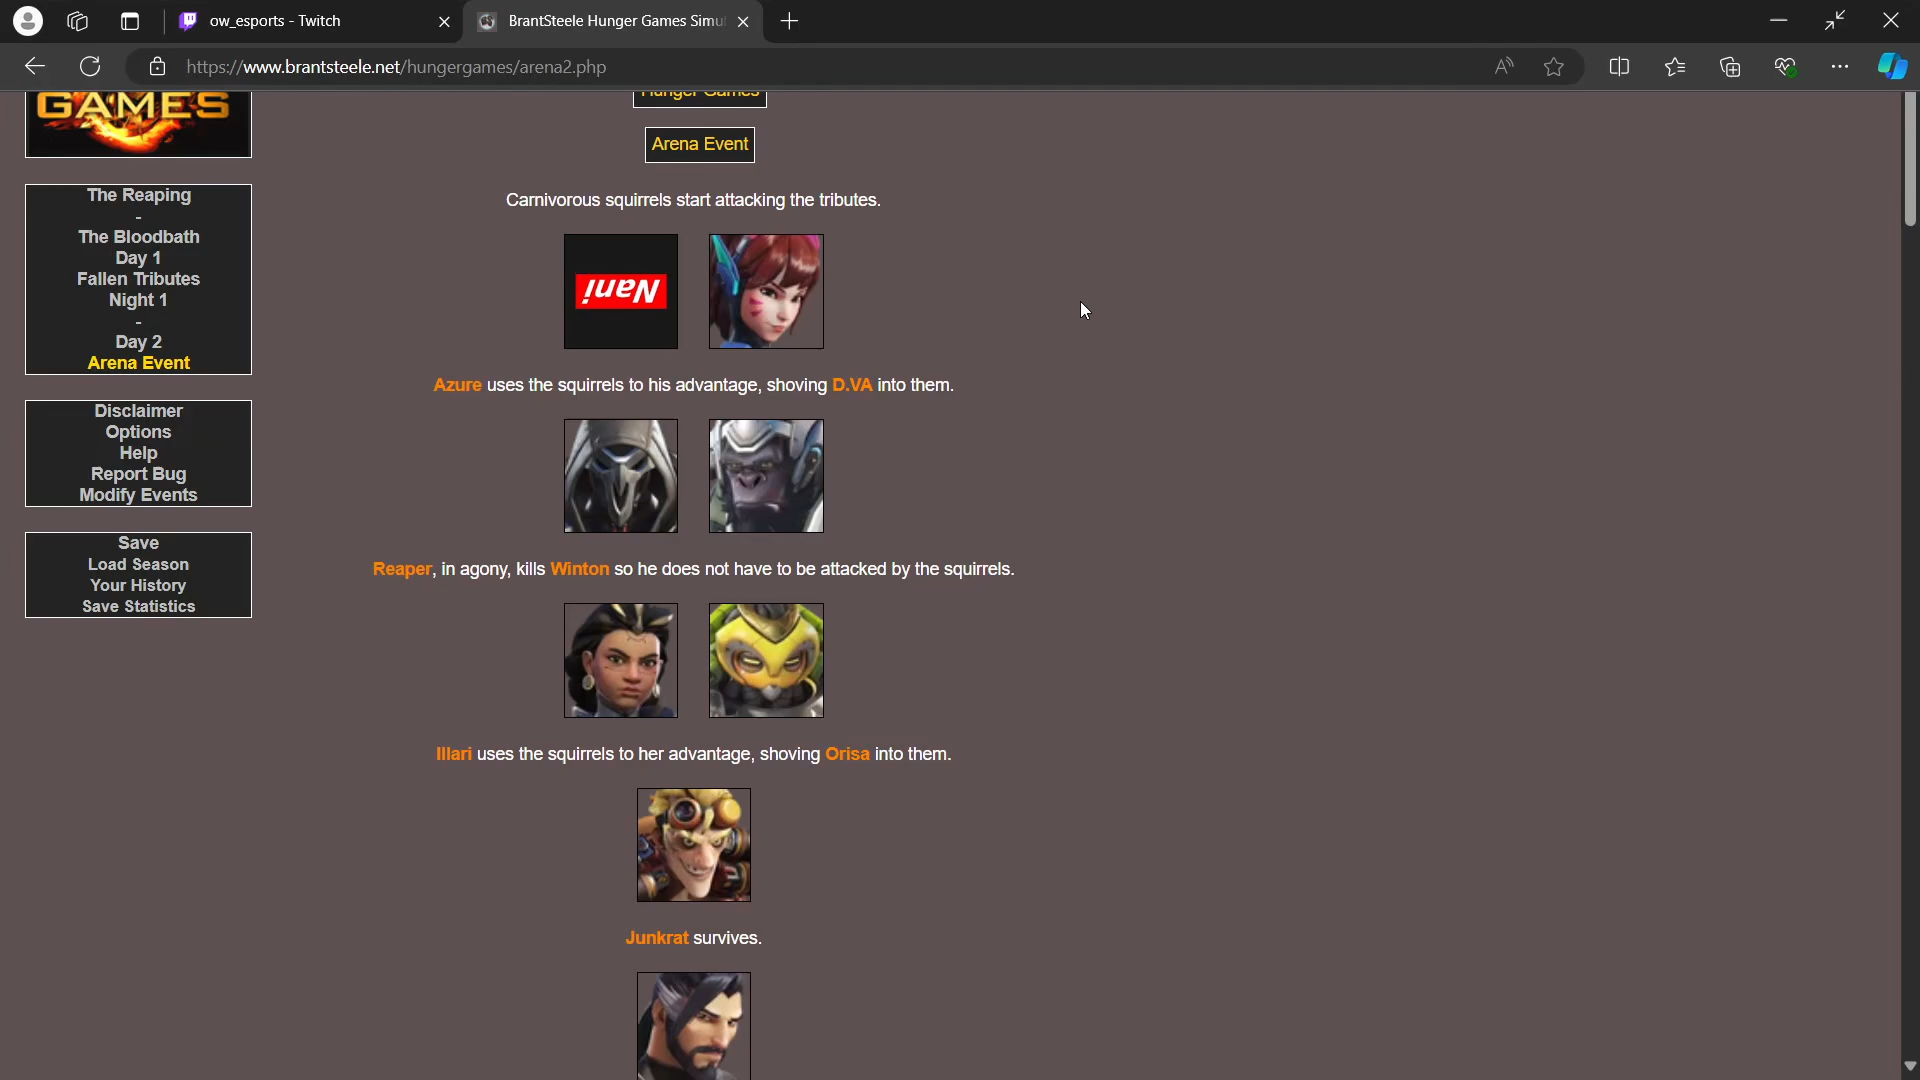 ow_esports - Twitch
BrantSteele Hunger Games Simu
https://www.brantsteele.net/hungergames/arena2.php
GAMES
Hunger Games
Arena Event
The Reaping
-
The Bloodbath
Day 1
Fallen Tributes
Night 1
-
Day 2
Arena Event
Disclaimer
Options
Help
Report Bug
Modify Events
Save
Load Season
Your History
Save Statistics
Carnivorous squirrels start attacking the tributes.
Nani
Azure uses the squirrels to his advantage, shoving D.VA into them.
Reaper, in agony, kills Winton so he does not have to be attacked by the squirrels.
Illari uses the squirrels to her advantage, shoving Orisa into them.
Junkrat survives.